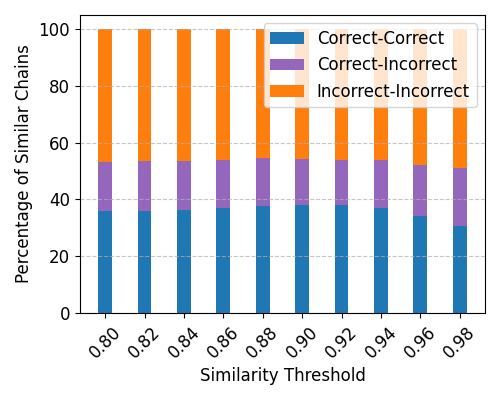 Correct-Correct
Correct-Incorrect
Incorrect-Incorrect
Percentage of Similar Chains
100
80
60
40
20
0
0.80 0.82 0.84 0.86 0.88 0.90 0.92 0.94 0.96 0.98
Similarity Threshold